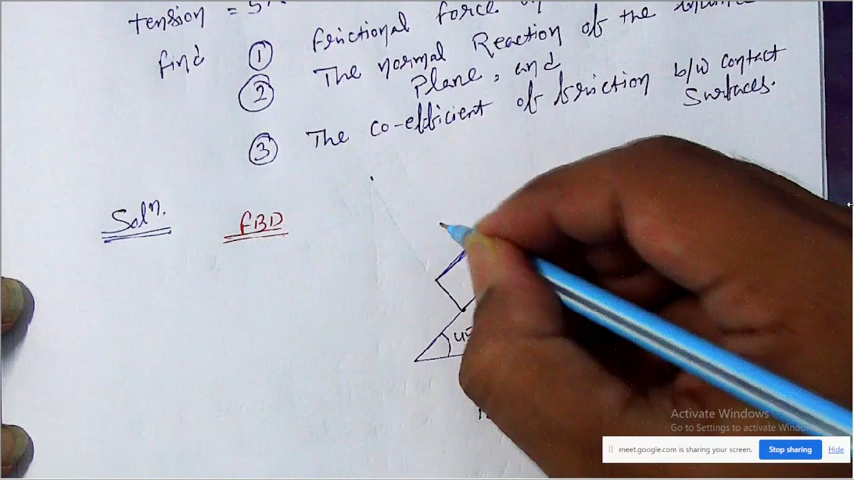 tension =
find ① frictional force
② The normal Reaction of the
Plane, and
③ The co-efficient of friction b/w contact
Surfaces.
Soln.
FBD
Activate Windows
Go to Settings to activate Windows
meet.google.com is sharing your screen.
Stop sharing
Hide